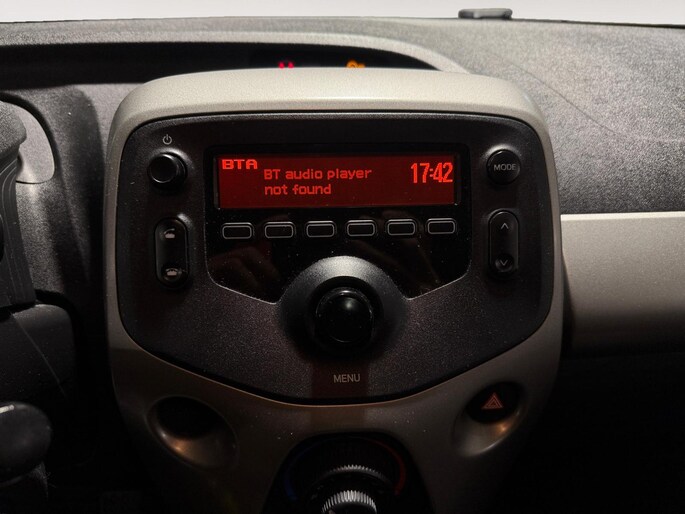 BTA
BT audio player
not found
17:42
MODE
MENU